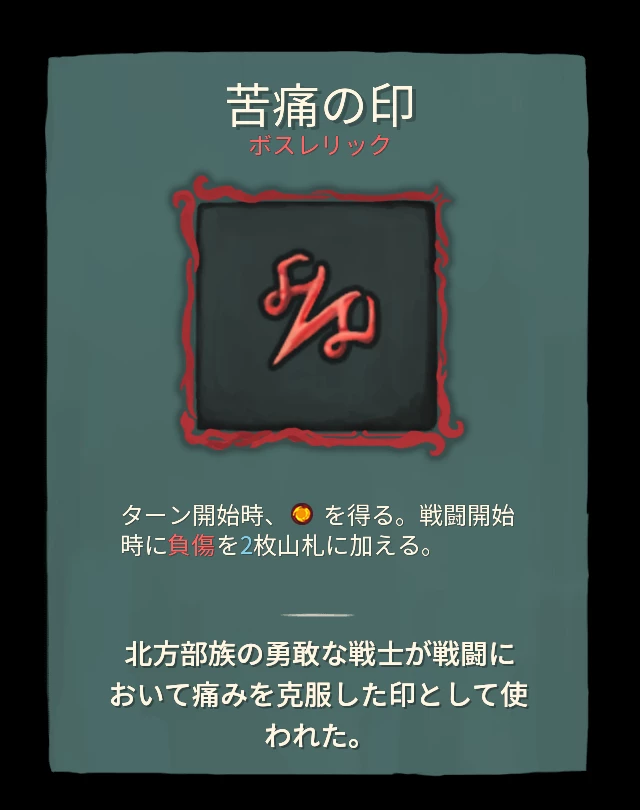 苦痛の印
ボスレリック
ターン開始時、 を得る。戦闘開始
時に負傷を2枚山札に加える。
北方部族の勇敢な戦士が戦闘に
おいて痛みを克服した印として使
われた。